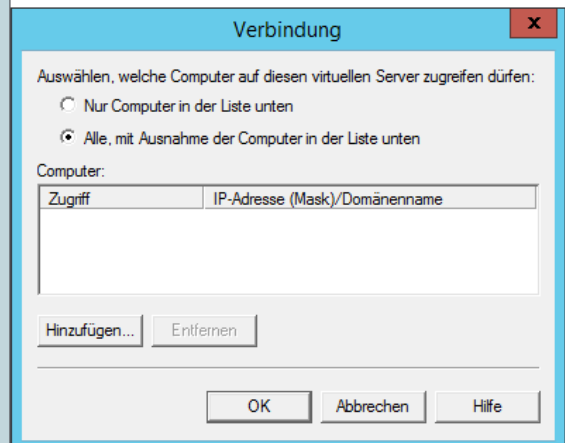 Verbindung
x
Auswählen, welche Computer auf diesen virtuellen Server zugreifen dürfen:
Nur Computer in der Liste unten
Alle, mit Ausnahme der Computer in der Liste unten
Computer:
Zugriff IP-Adresse (Mask)/Domänenname
Hinzufügen... Entfernen
OK Abbrechen Hilfe